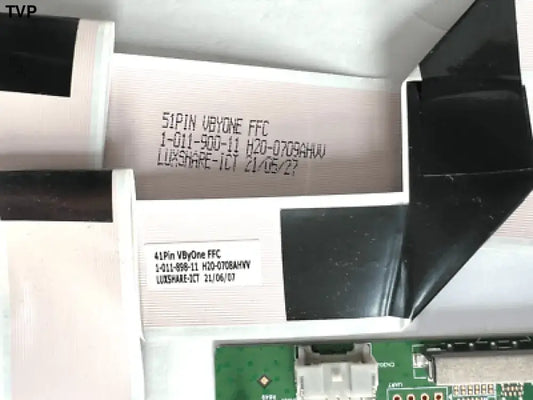 TVP
51PIN VBYONE FFC
1-011-900-11 H20-0709AHVV
LUXSHARE-ICT 21/05/27
41Pin VByOne FFC
1-011-898-11 H20-0708AHVV
LUXSHARE-ICT 21/06/07
UART